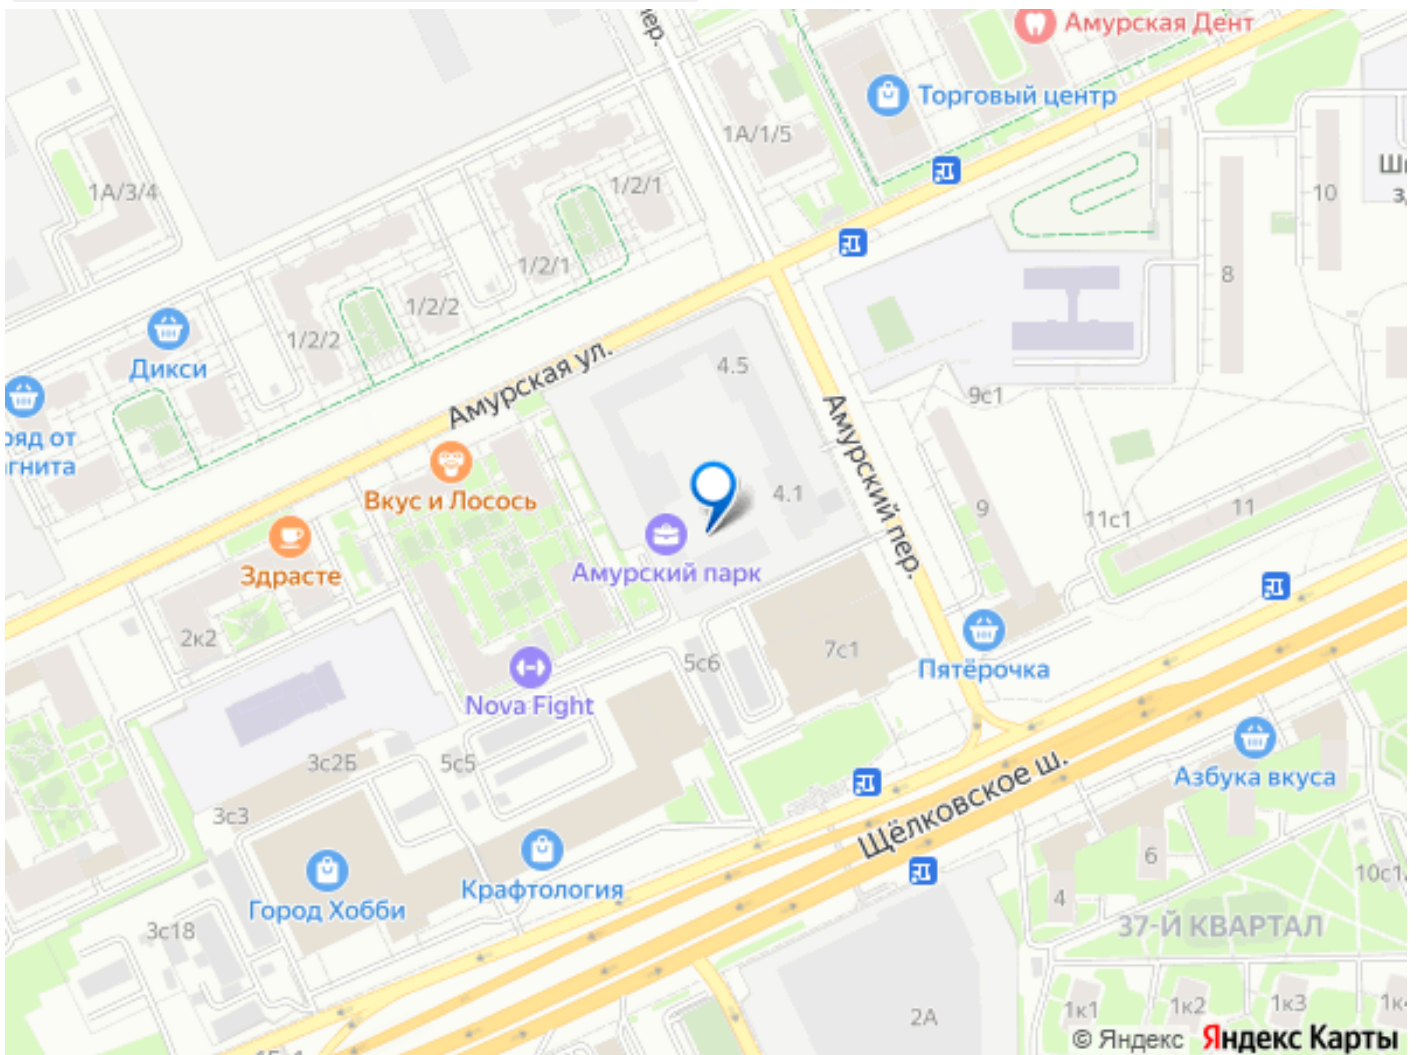 пер.
Амурская Дент
Торговый центр
1А/1/5
1А/3/4
1/2/1
10
1/2/1
8
1/2/2
1/2/2
Дикси
4.5
Амурская ул.
9с1
Амурский пер.
Вкус и Лосось
4.1
9
11с1
11
Здрасте
Амурский парк
2к2
5с6
7с1
Пятёрочка
Nova Fight
3с2Б
5с5
Щёлковское ш.
Азбука вкуса
3с3
6
Крафтология
Город Хобби
4
37-Й КВАРТАЛ
3с18
2А
1к1
1к2
1к3
© Яндекс Яндекс Карты